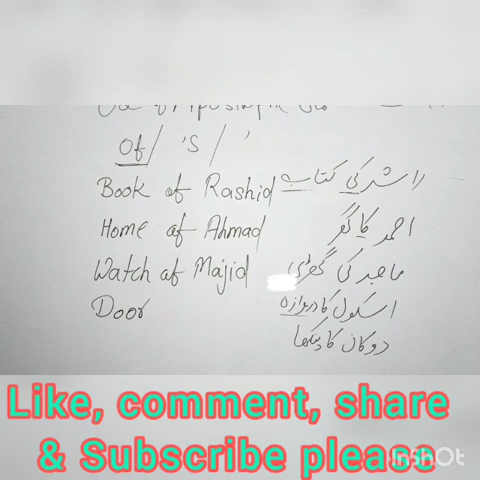 Of / 'S / '
Book of Rashid راشد کی کتاب
Home of Ahmad احمد کا گھر
Watch of Majid ماجد کی گھڑی
Door اسکول کا دروازہ
دوکان کا پنکھا
Like, comment, share
& Subscribe please